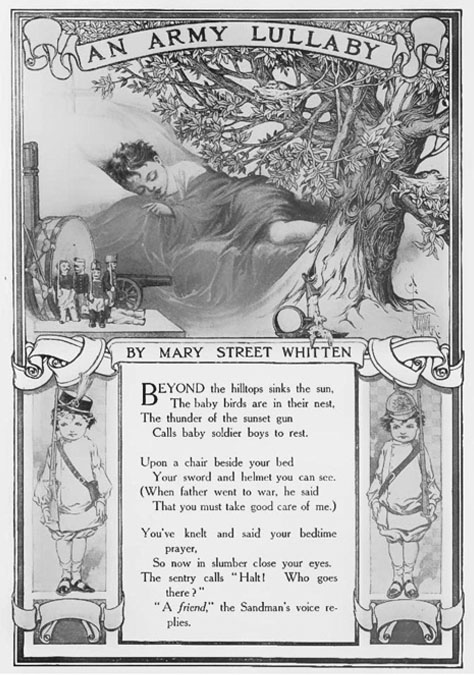 AN ARMY LULLABY
BY MARY STREET WHITTEN
BEYOND the hilltops sinks the sun,
The baby birds are in their nest,
The thunder of the sunset gun
Calls baby soldier boys to rest.
Upon a chair beside your bed
Your sword and helmet you can see.
(When father went to war, he said
That you must take good care of me.)
You've knelt and said your bedtime
prayer,
So now in slumber close your eyes.
The sentry calls "Halt! Who goes
there?"
"A friend," the Sandman's voice re-
plies.